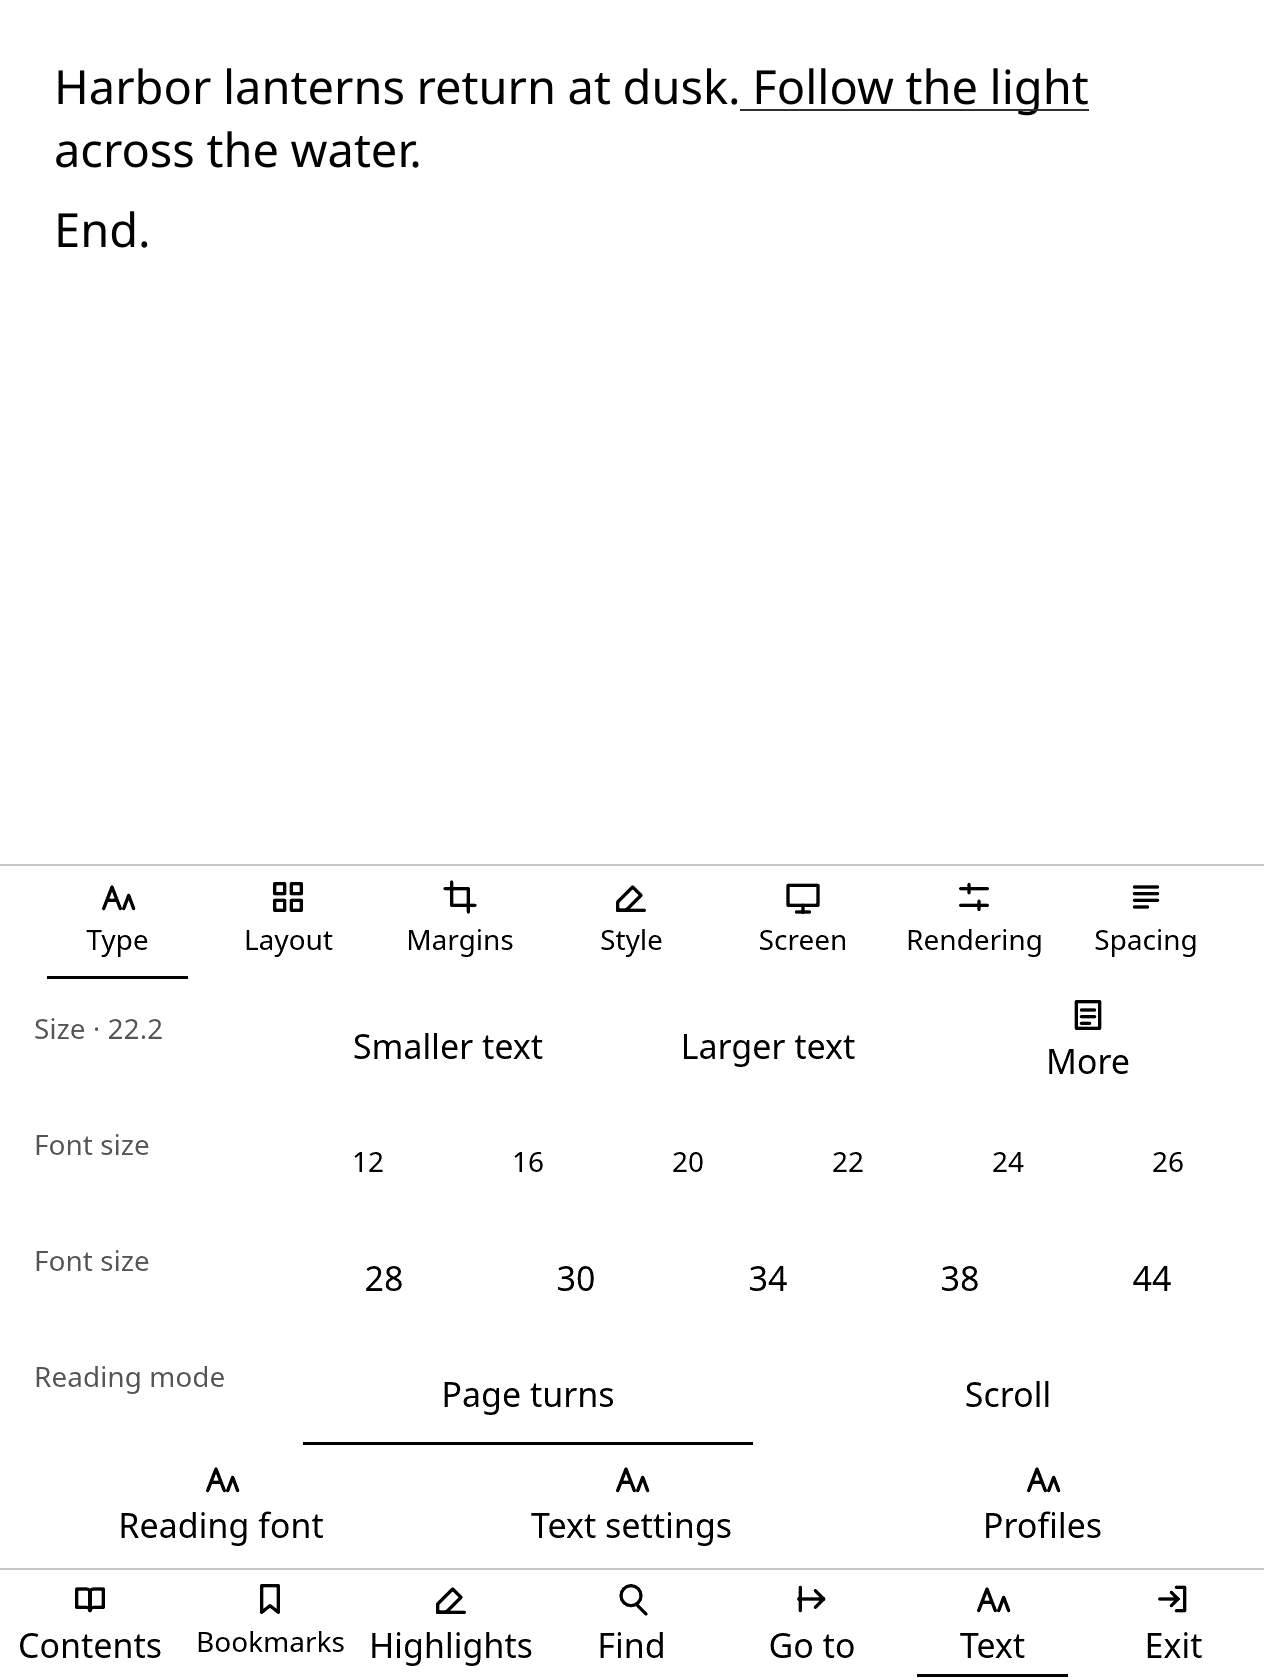 Harbor lanterns return at dusk. Follow the light
across the water.
End.
Type Layout Margins Style Screen Rendering Spacing
Size · 22.2 Smaller text Larger text More
Font size 12 16 20 22 24 26
Font size 28 30 34 38 44
Reading mode Page turns Scroll
Reading font Text settings Profiles
Contents Bookmarks Highlights Find Go to Text Exit